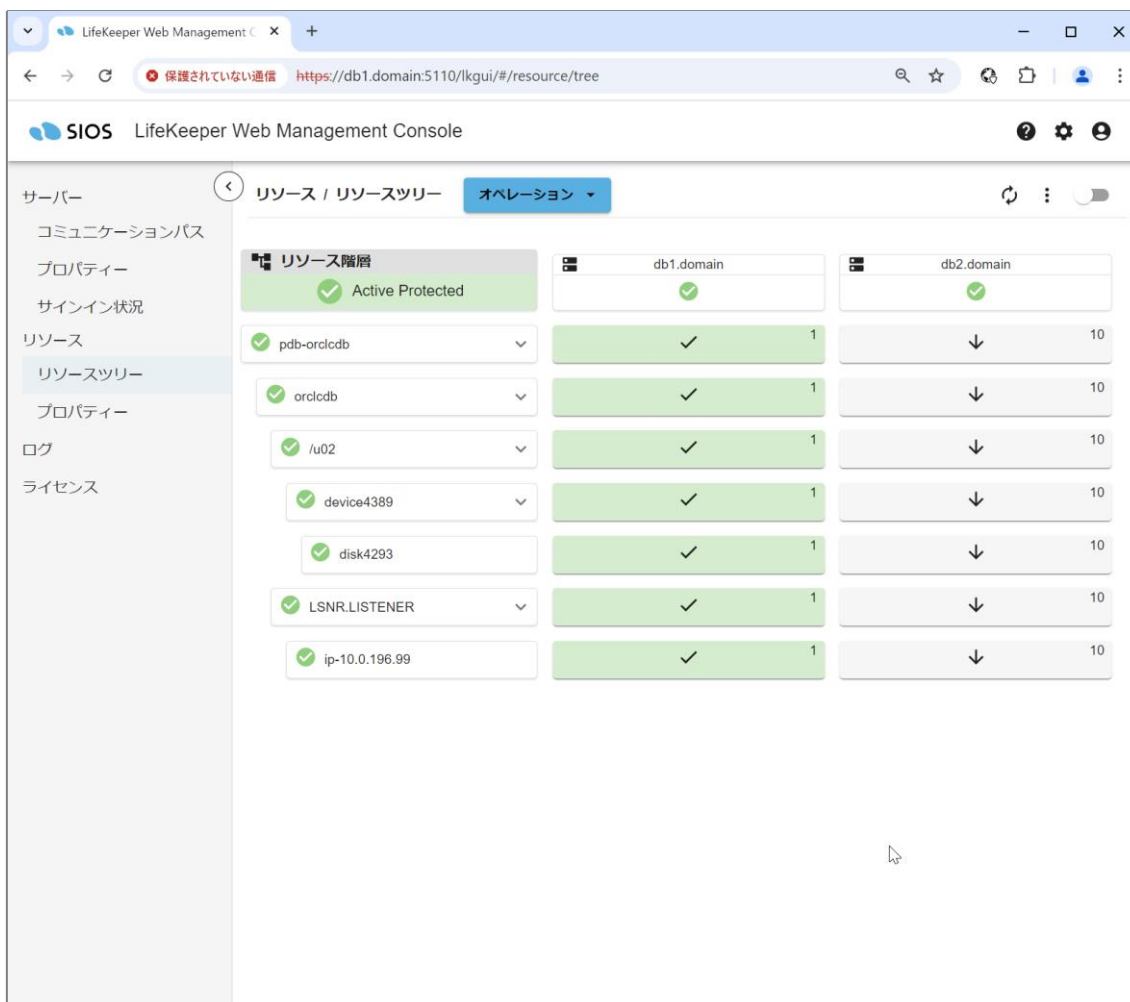 LifeKeeper Web Management C
保護されていない通信 https://db1.domain:5110/lkgui/#/resource/tree
SIOS LifeKeeper Web Management Console
サーバー
コミュニケーションパス
プロパティー
サインイン状況
リソース
リソースツリー
プロパティー
ログ
ライセンス
リソース / リソースツリー オペレーション
リソース階層 db1.domain db2.domain
Active Protected
pdb-orclcdb 1 10
orclcdb 1 10
/u02 1 10
device4389 1 10
disk4293 1 10
LSNR.LISTENER 1 10
ip-10.0.196.99 1 10